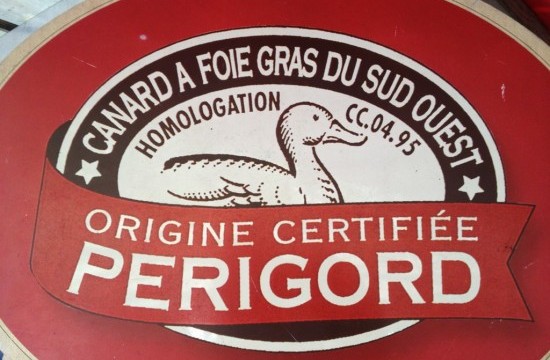 CANARD A FOIE GRAS DU SUD OUEST
HOMOLOGATION CC.04.95
ORIGINE CERTIFIÉE
PERIGORD